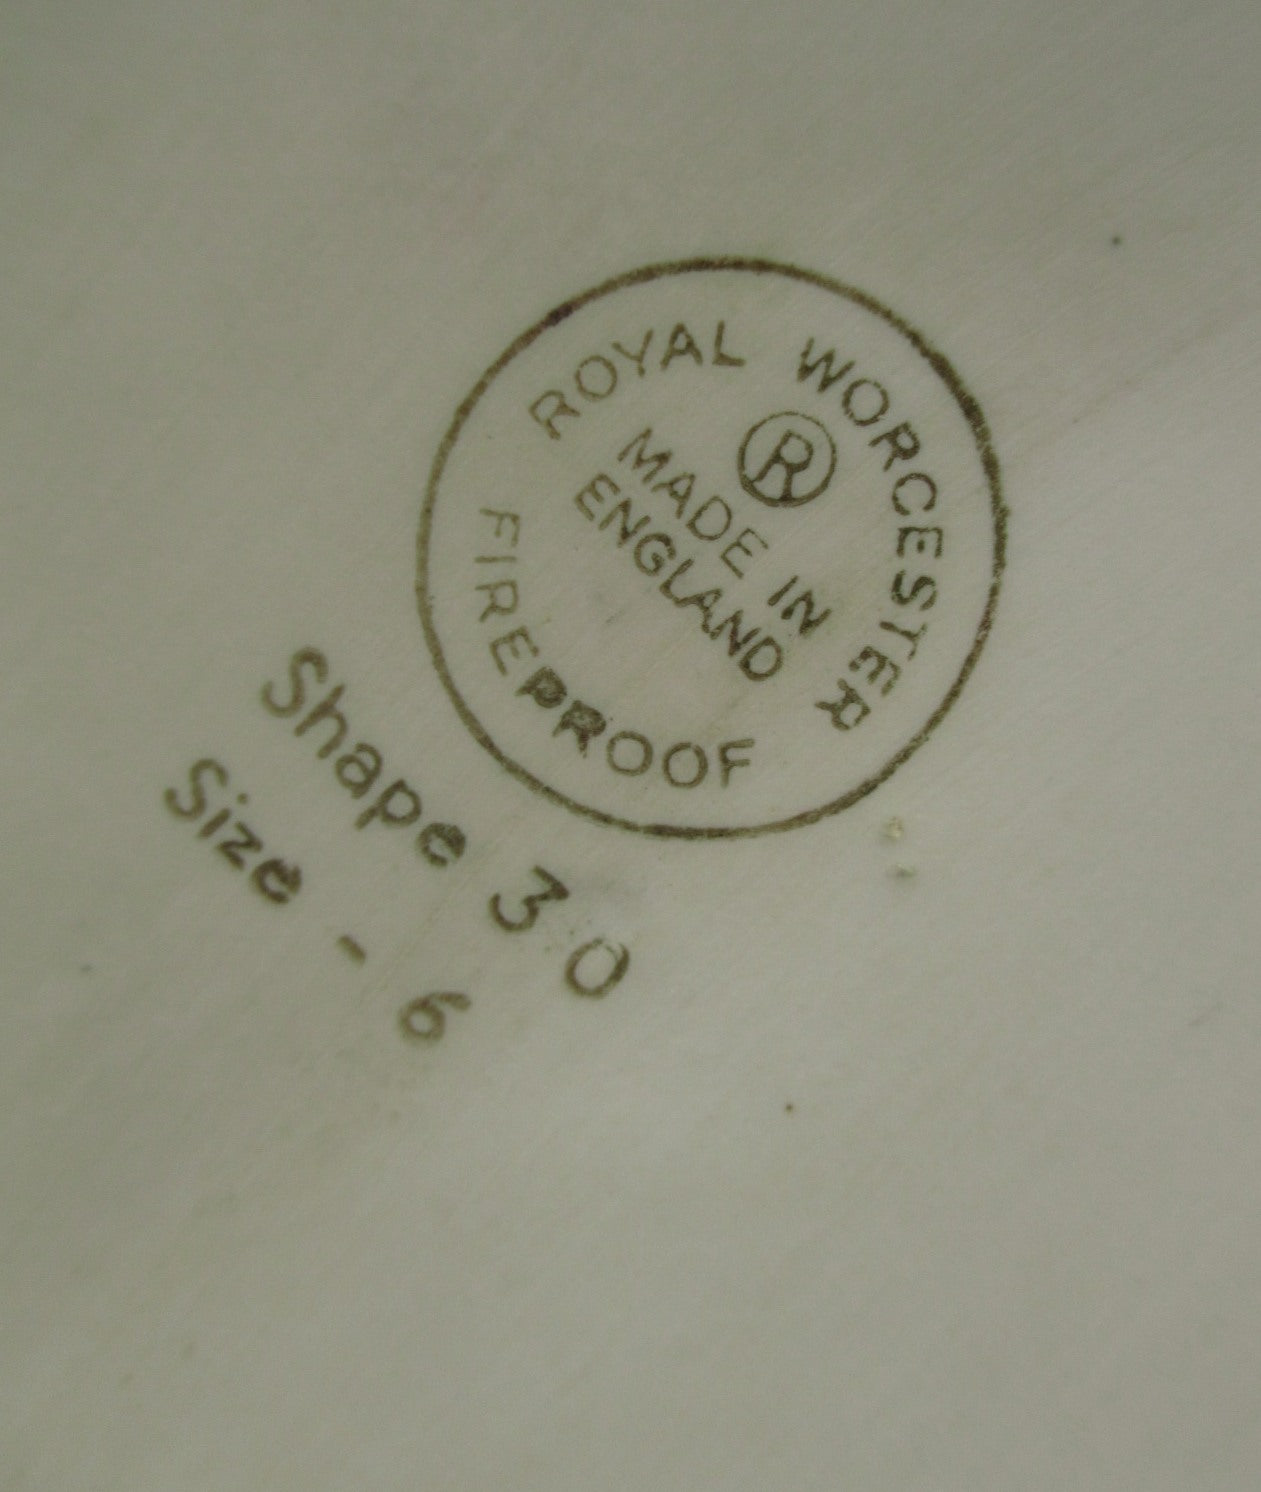 ROYAL WORCESTER
®
MADE IN
ENGLAND
FIREPROOF
Shape 30
Size - 6